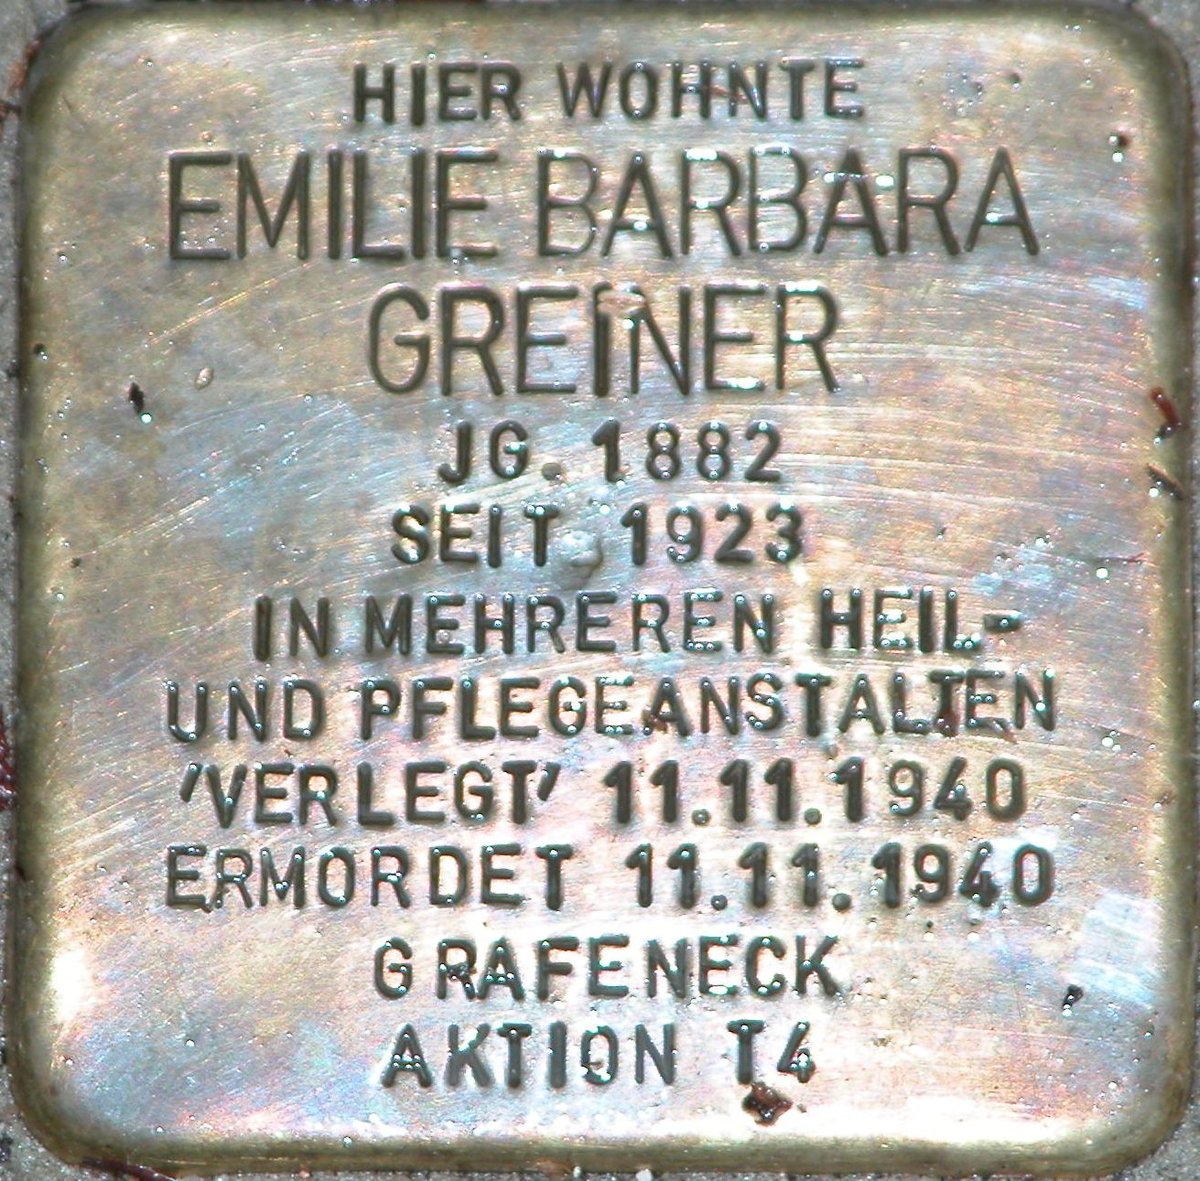 HIER WOHNTE
EMILIE BARBARA
GREINER
JG. 1882
SEIT 1923
IN MEHREREN HEIL-
UND PFLEGEANSTALTEN
'VERLEGT' 11.11.1940
ERMORDET 11.11.1940
GRAFENECK
AKTION T4